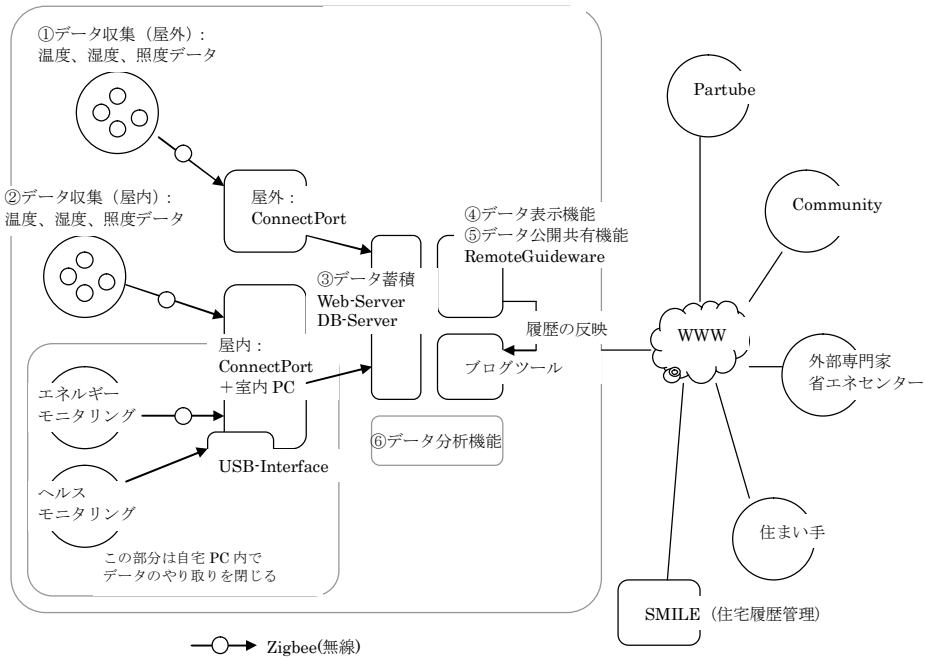 ①データ収集（屋外）:
温度、湿度、照度データ
②データ収集（屋内）:
温度、湿度、照度データ
屋外：
ConnectPort
③データ蓄積
Web-Server
DB-Server
④データ表示機能
⑤データ公開共有機能
RemoteGuideware
履歴の反映
ブログツール
⑥データ分析機能
屋内：
ConnectPort
＋室内 PC
USB-Interface
エネルギー
モニタリング
ヘルス
モニタリング
この部分は自宅 PC 内で
データのやり取りを閉じる
Zigbee(無線)
Partube
Community
WWW
外部専門家
省エネセンター
住まい手
SMILE（住宅履歴管理）